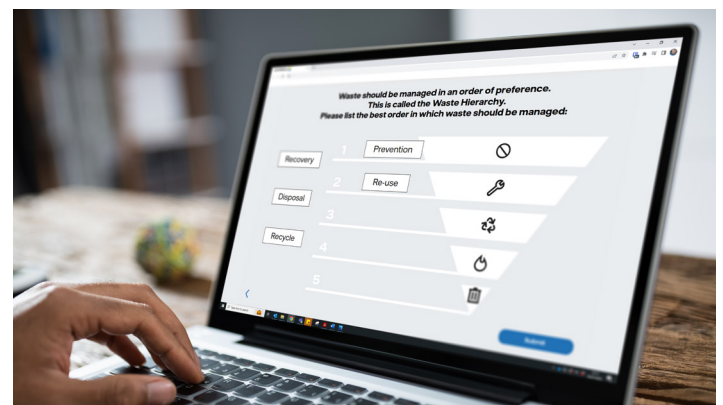 Waste should be managed in an order of preference.
This is called the Waste Hierarchy.
Please list the best order in which waste should be managed:
1 Prevention
Recovery
2 Re-use
Disposal
3
Recycle
4
5
Submit